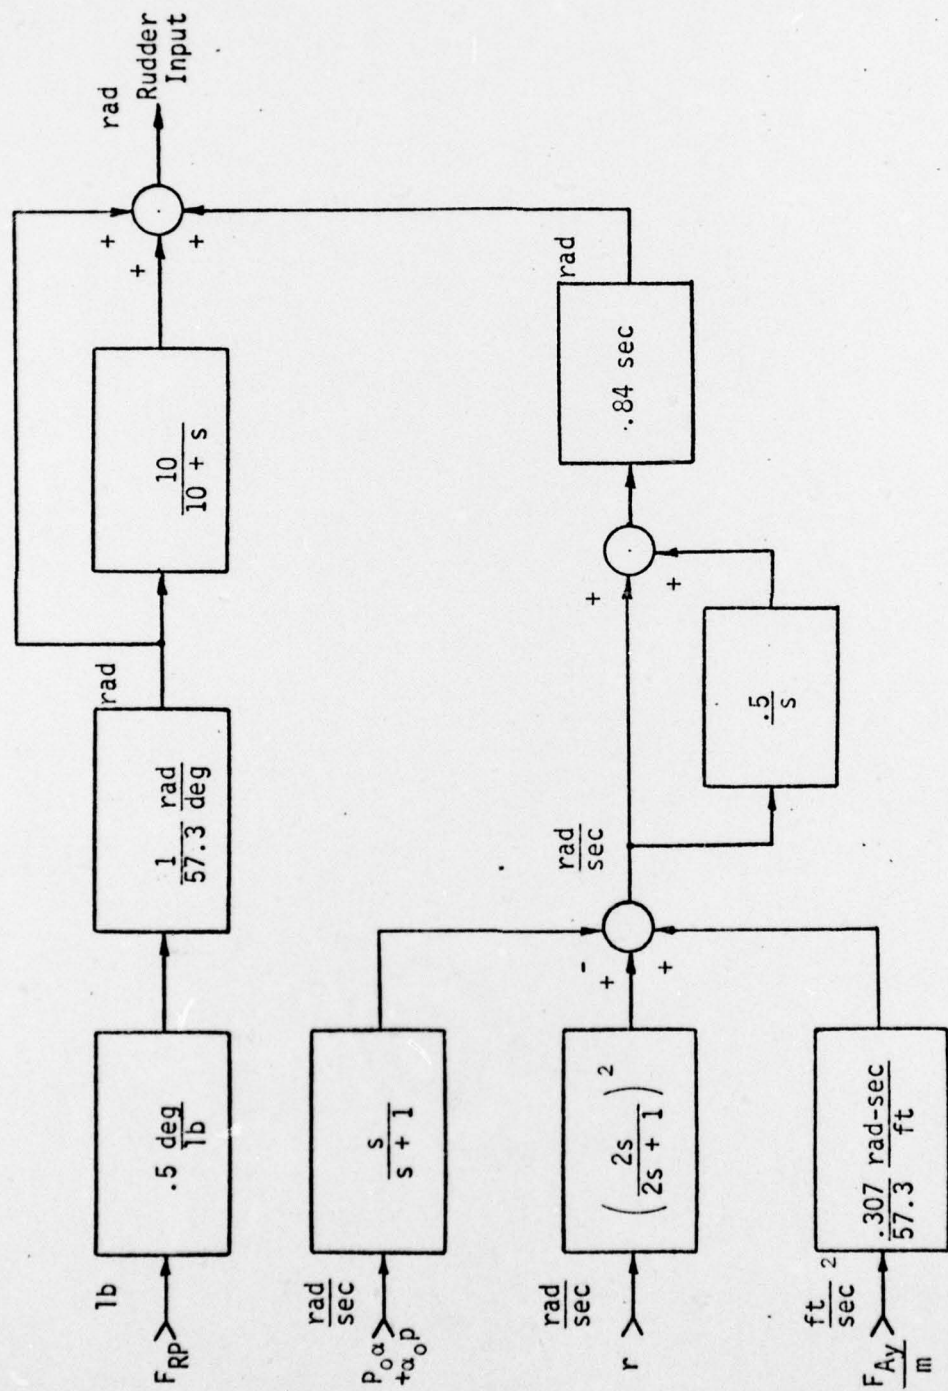 lb
F_RP
.5 deg/lb
1/57.3 rad/deg
rad
10/(10 + s)
+
+
+
rad
Rudder
Input
rad/sec
P_oα
+α_op
s/(s + 1)
-
rad/sec
r
(2s/(2s + 1))^2
+
+
rad/sec
+
+
.5/s
.84 sec
rad
ft/sec^2
F_Ay/m
.307/57.3 rad-sec/ft